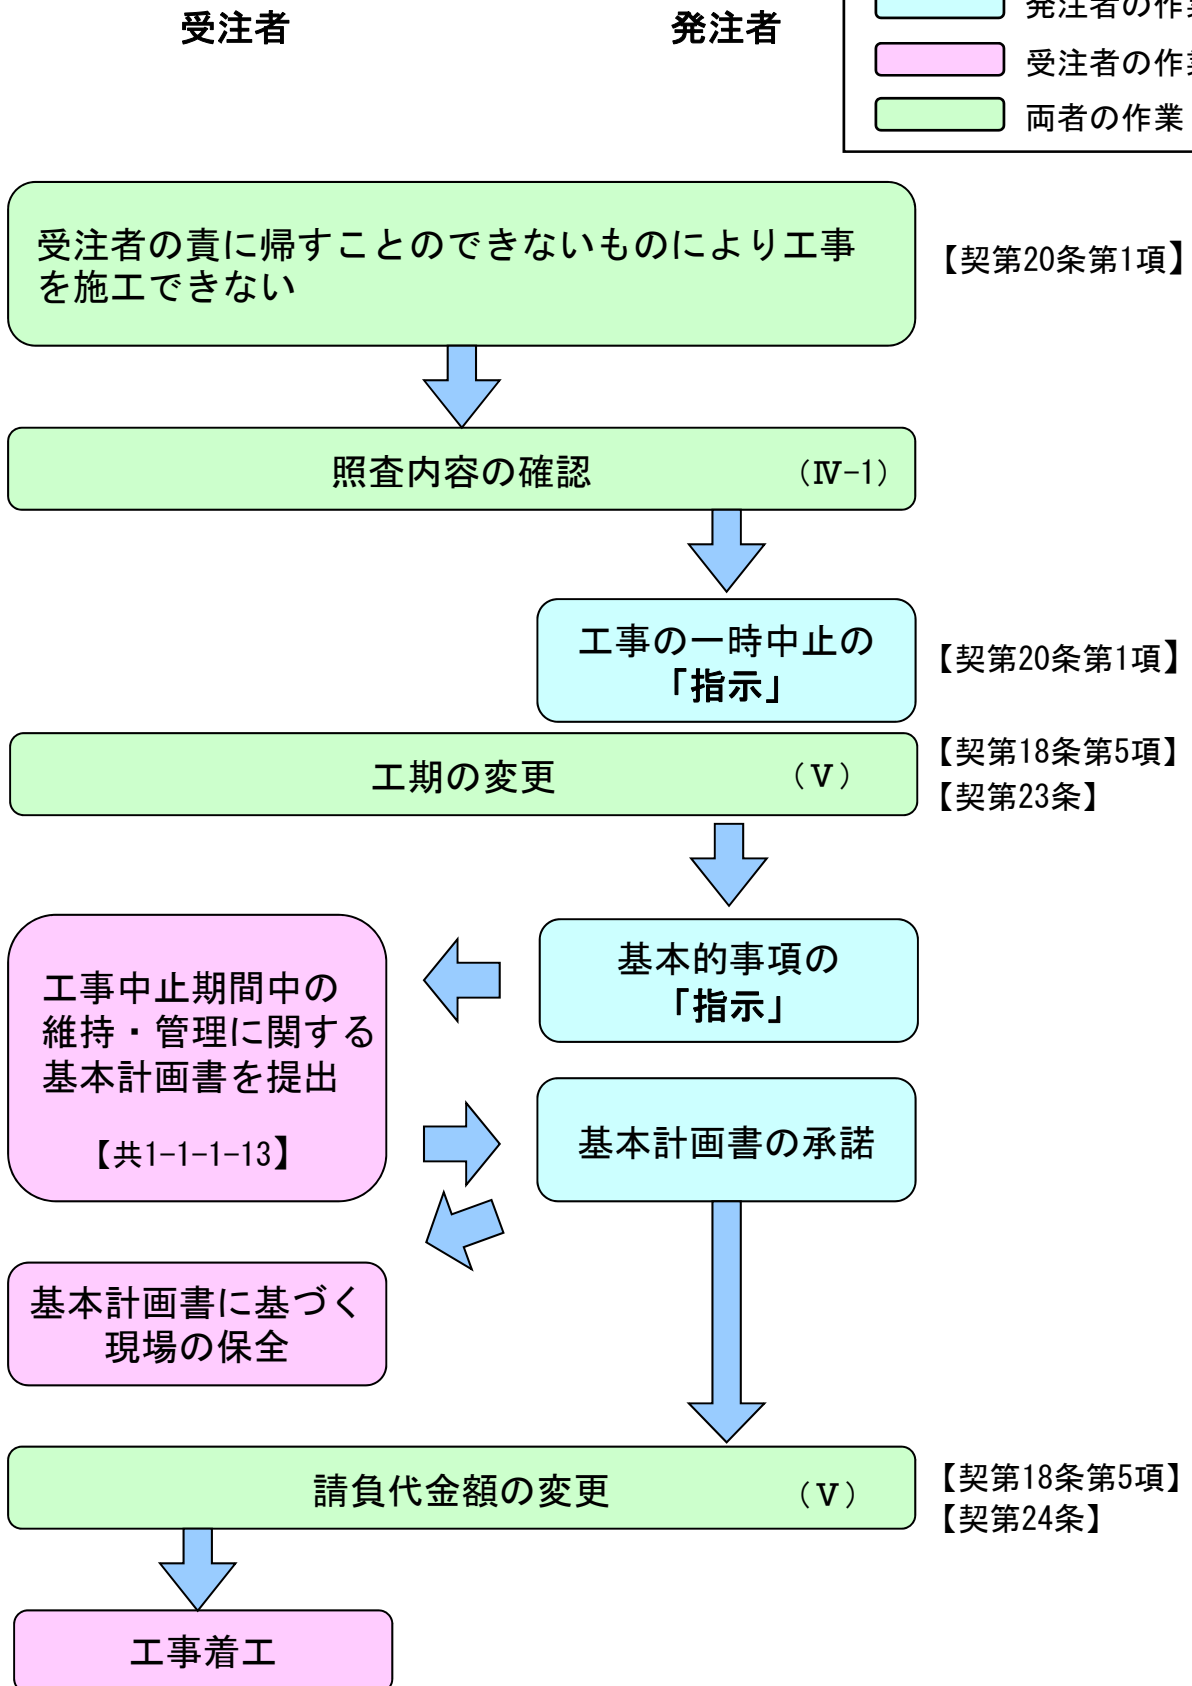 受注者
発注者
発注者の作業
受注者の作業
両者の作業
受注者の責に帰すことのできないものにより工事
を施工できない
【契第20条第1項】
照査内容の確認 （Ⅳ-1）
工事の一時中止の
「指示」
【契第20条第1項】
工期の変更 （Ⅴ）
【契第18条第5項】
【契第23条】
基本的事項の
「指示」
工事中止期間中の
維持・管理に関する
基本計画書を提出
【共1-1-1-13】
基本計画書の承諾
基本計画書に基づく
現場の保全
請負代金額の変更 （Ⅴ）
【契第18条第5項】
【契第24条】
工事着工